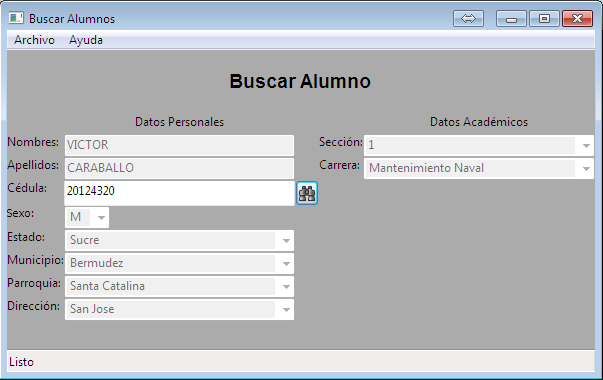 Buscar Alumnos
Archivo Ayuda
Buscar Alumno
Datos Personales Datos Académicos
Nombres: VICTOR Sección: 1
Apellidos: CARABALLO Carrera: Mantenimiento Naval
Cédula: 20124320
Sexo: M
Estado: Sucre
Municipio: Bermudez
Parroquia: Santa Catalina
Dirección: San Jose
Listo